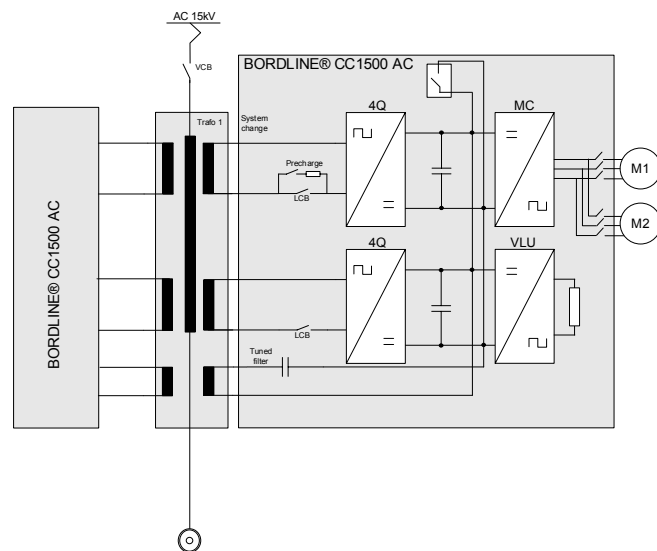 AC 15kV
VCB
BORDLINE® CC1500 AC
BORDLINE® CC1500 AC
Trafo 1
System
change
4Q
MC
Precharge
LCB
M1
M2
4Q
VLU
LCB
Tuned
filter